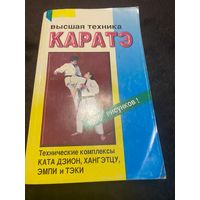 высшая техника
КАРАТЭ
рисунков!
Технические комплексы
КАТА ДЗИОН, ХАНГЭТЦУ,
ЭМПИ и ТЭКИ